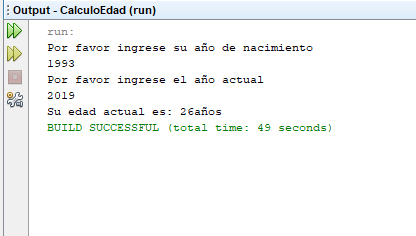 Output - CalculoEdad (run)
run:
Por favor ingrese su año de nacimiento
1993
Por favor ingrese el año actual
2019
Su edad actual es: 26años
BUILD SUCCESSFUL (total time: 49 seconds)